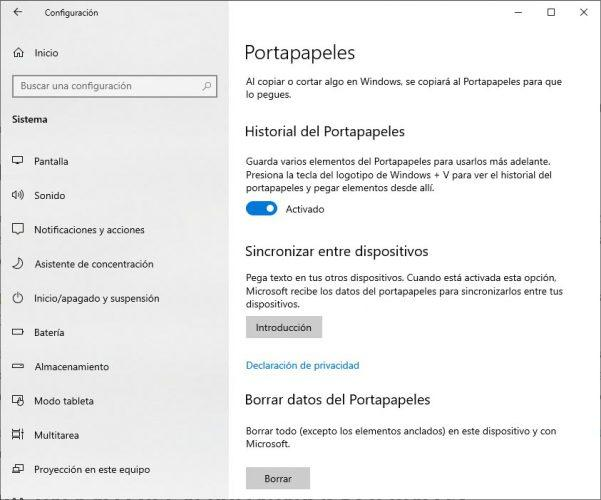 Configuración
Inicio
Buscar una configuración
Sistema
Pantalla
Sonido
Notificaciones y acciones
Asistente de concentración
Inicio/apagado y suspensión
Batería
Almacenamiento
Modo tableta
Multitarea
Proyección en este equipo
Portapapeles
Al copiar o cortar algo en Windows, se copiará al Portapapeles para que
lo pegues.
Historial del Portapapeles
Guarda varios elementos del Portapapeles para usarlos más adelante.
Presiona la tecla del logotipo de Windows + V para ver el historial del
portapapeles y pegar elementos desde allí.
Activado
Sincronizar entre dispositivos
Pega texto en tus otros dispositivos. Cuando está activada esta opción,
Microsoft recibe los datos del portapapeles para sincronizarlos entre tus
dispositivos.
Introducción
Declaración de privacidad
Borrar datos del Portapapeles
Borrar todo (excepto los elementos anclados) en este dispositivo y con
Microsoft.
Borrar